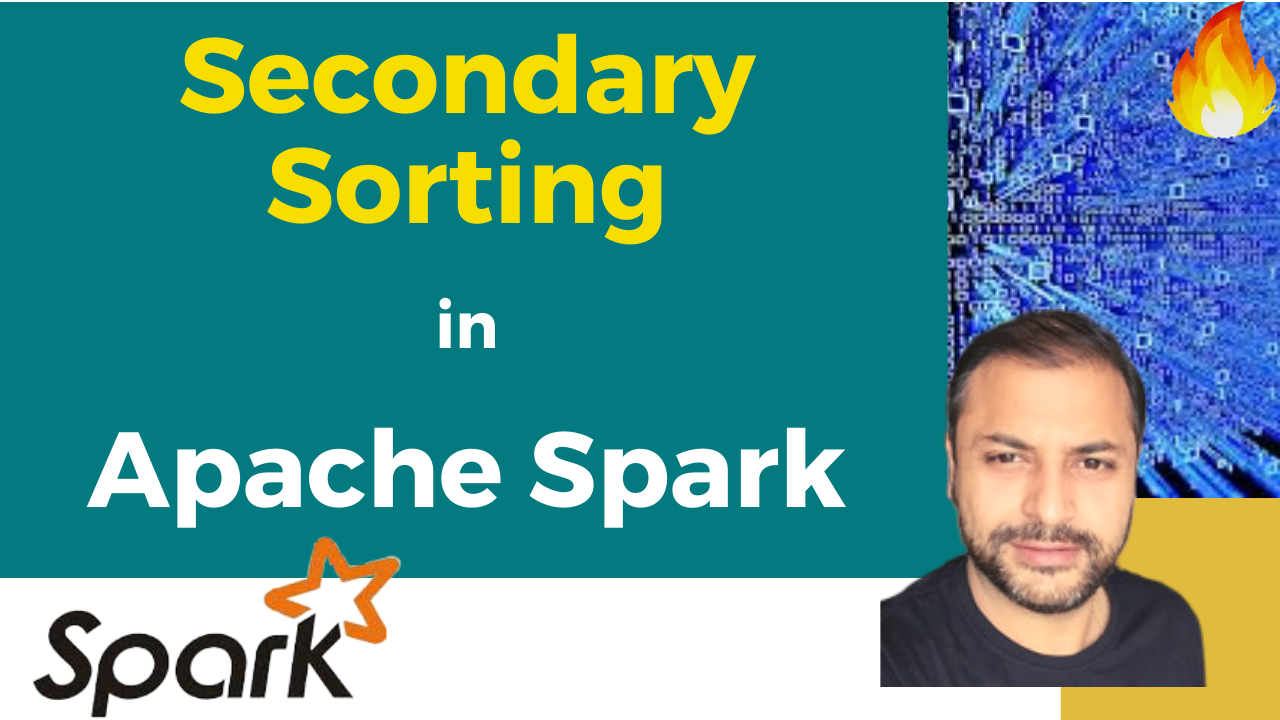 Secondary
Sorting
in
Apache Spark
Spark